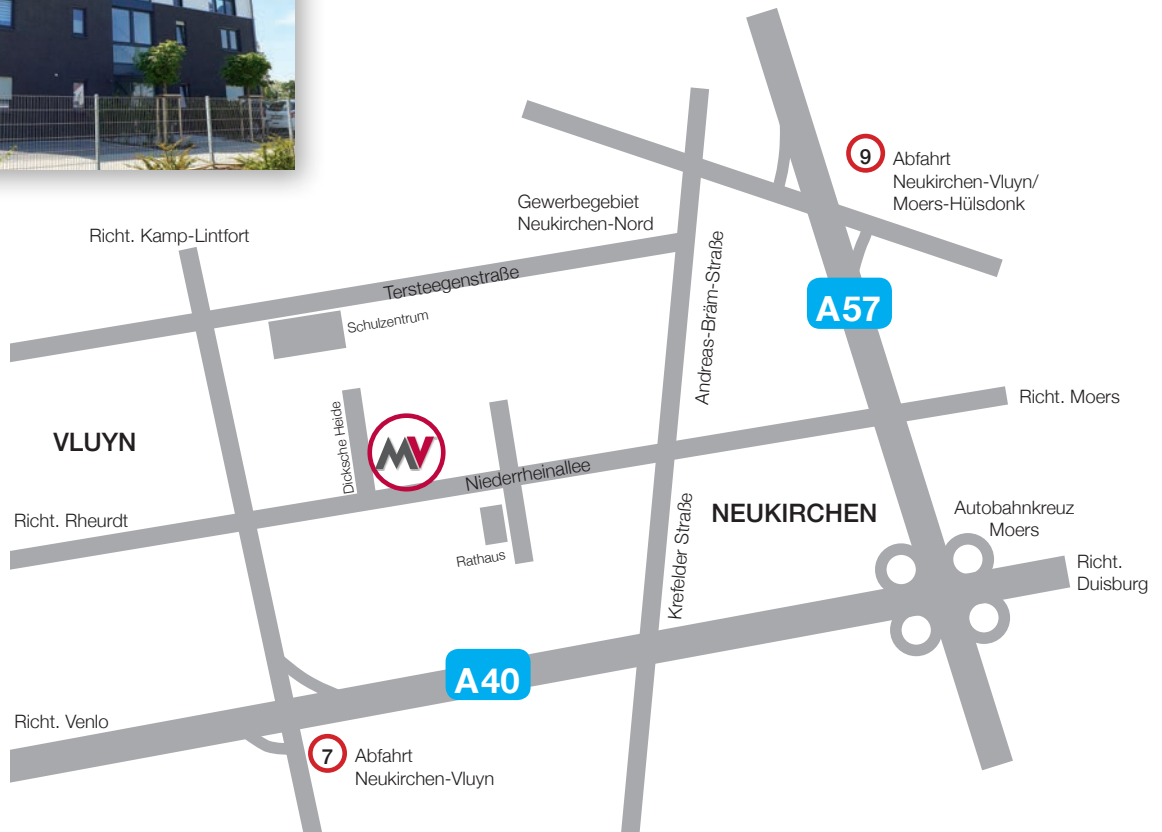 9
Abfahrt
Neukirchen-Vluyn/
Moers-Hülsdonk
Gewerbegebiet
Neukirchen-Nord
Richt. Kamp-Lintfort
Tersteegenstraße
Andreas-Bräm-Straße
A57
Schulzentrum
Richt. Moers
VLUYN
Dicksche Heide
MV
Niederrheinallee
Richt. Rheurdt
NEUKIRCHEN
Autobahnkreuz
Moers
Rathaus
Krefelder Straße
Richt.
Duisburg
A40
Richt. Venlo
7
Abfahrt
Neukirchen-Vluyn